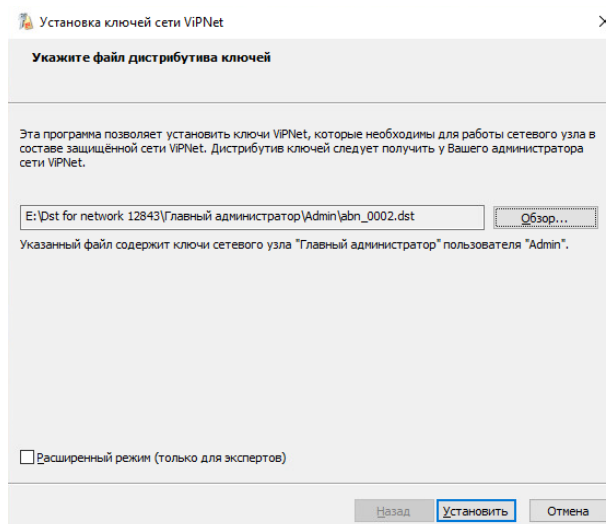 Установка ключей сети ViPNet
Укажите файл дистрибутива ключей
Эта программа позволяет установить ключи ViPNet, которые необходимы для работы сетевого узла в
составе защищённой сети ViPNet. Дистрибутив ключей следует получить у Вашего администратора
сети ViPNet.
E:\Dst for network 12843\Главный администратор\Admin\abn_0002.dst
Обзор...
Указанный файл содержит ключи сетевого узла "Главный администратор" пользователя "Admin".
Расширенный режим (только для экспертов)
Назад Установить Отмена